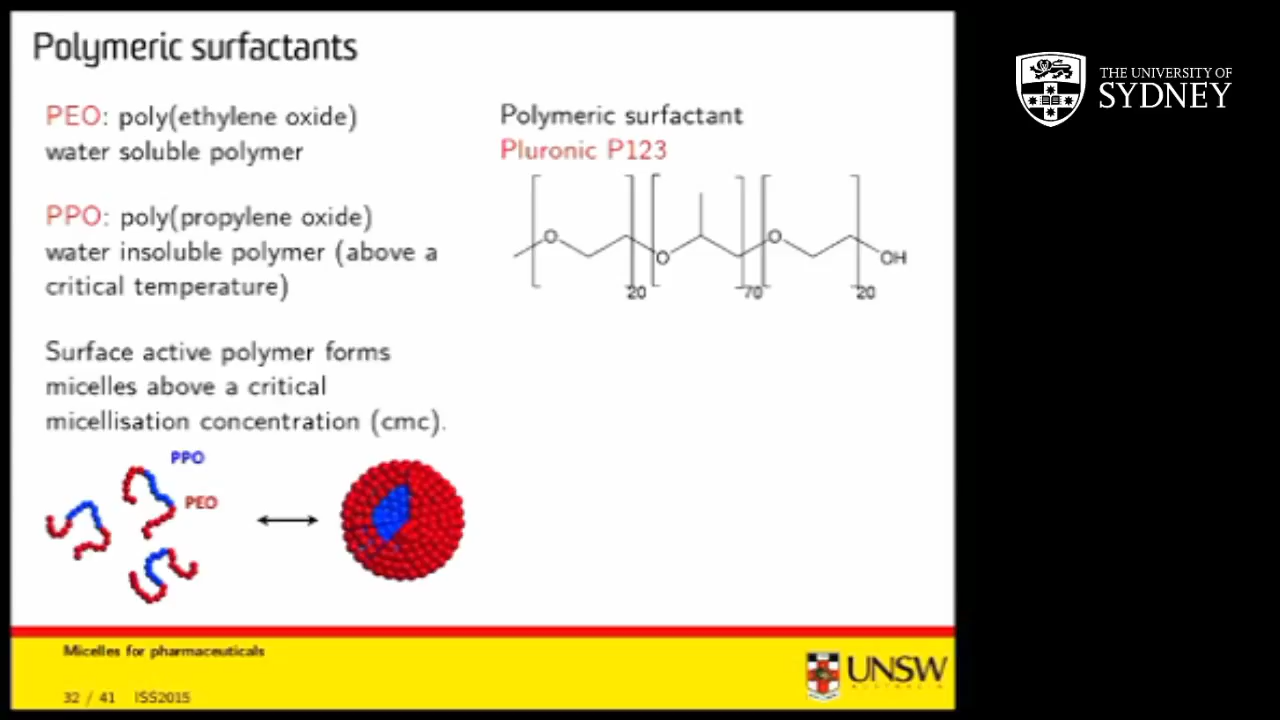 Polymeric surfactants
PEO: poly(ethylene oxide)
water soluble polymer
PPO: poly(propylene oxide)
water insoluble polymer (above a
critical temperature)
Surface active polymer forms
micelles above a critical
micellisation concentration (cmc).
PPO
PEO
Polymeric surfactant
Pluronic P123
O
O
O
OH
20
70
20
Micelles for pharmaceuticals
32 / 41 ISS2015
UNSW
AUSTRALIA
THE UNIVERSITY OF
SYDNEY